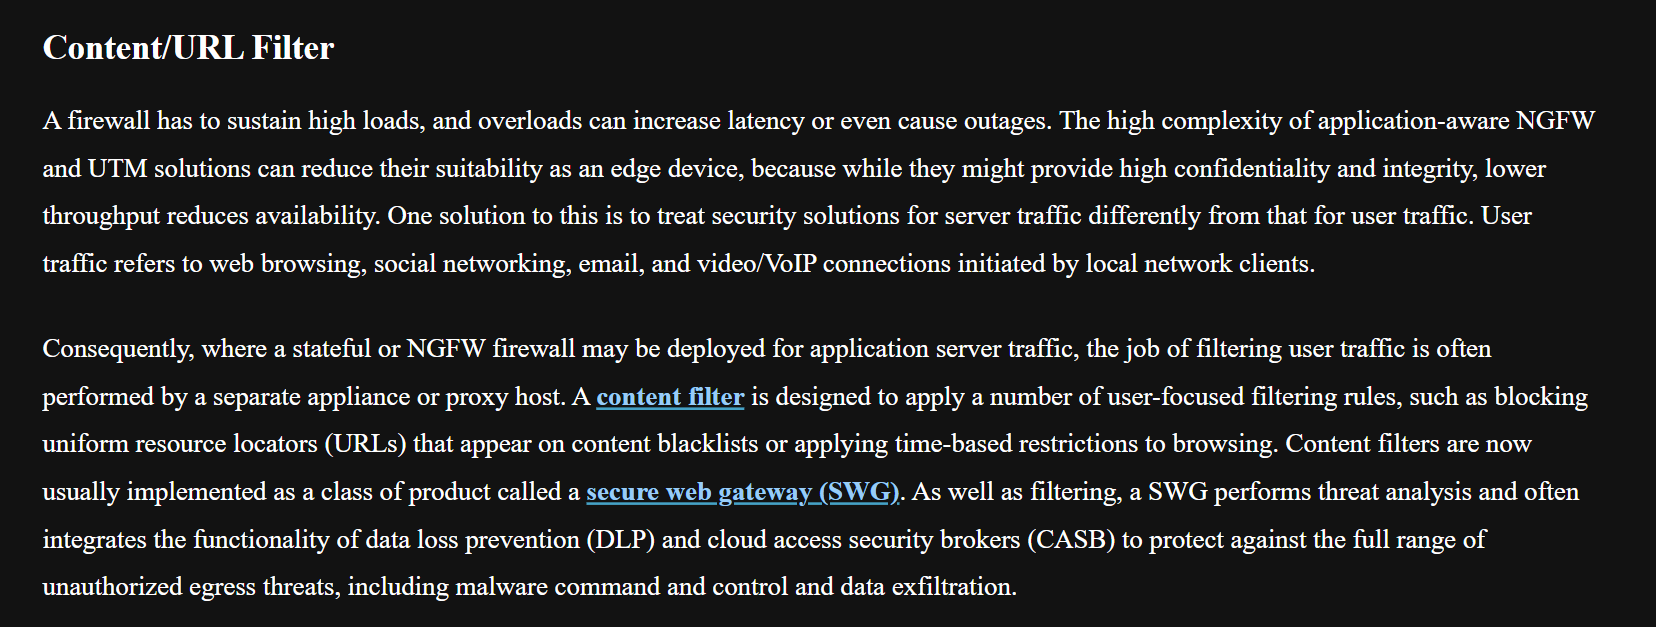 Content/URL Filter
A firewall has to sustain high loads, and overloads can increase latency or even cause outages. The high complexity of application-aware NGFW
and UTM solutions can reduce their suitability as an edge device, because while they might provide high confidentiality and integrity, lower
throughput reduces availability. One solution to this is to treat security solutions for server traffic differently from that for user traffic. User
traffic refers to web browsing, social networking, email, and video/VoIP connections initiated by local network clients.
Consequently, where a stateful or NGFW firewall may be deployed for application server traffic, the job of filtering user traffic is often
performed by a separate appliance or proxy host. A content filter is designed to apply a number of user-focused filtering rules, such as blocking
uniform resource locators (URLs) that appear on content blacklists or applying time-based restrictions to browsing. Content filters are now
usually implemented as a class of product called a secure web gateway (SWG). As well as filtering, a SWG performs threat analysis and often
integrates the functionality of data loss prevention (DLP) and cloud access security brokers (CASB) to protect against the full range of
unauthorized egress threats, including malware command and control and data exfiltration.